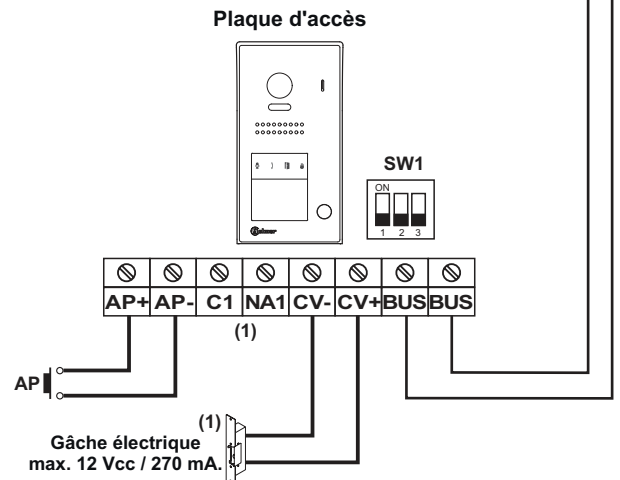 Plaque d'accès
SW1
ON
1 2 3
AP+ AP- C1 NA1 CV- CV+ BUS BUS
(1)
AP
(1)
Gâche électrique
max. 12 Vcc / 270 mA.